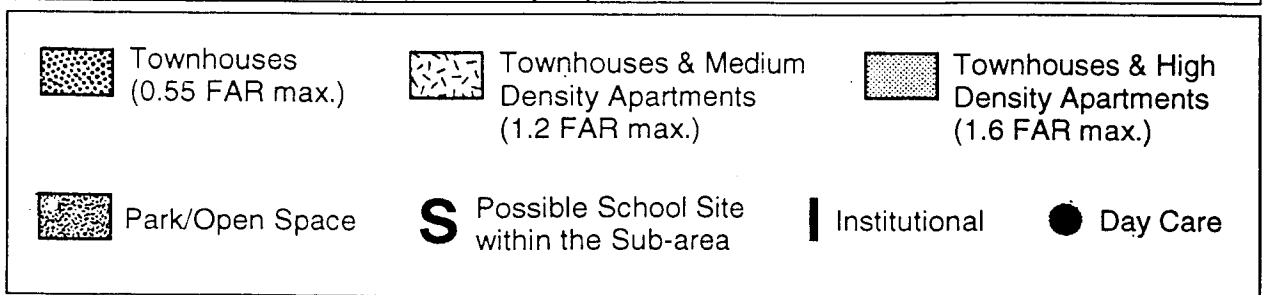 Townhouses
(0.55 FAR max.)
Townhouses & Medium
Density Apartments
(1.2 FAR max.)
Townhouses & High
Density Apartments
(1.6 FAR max.)
Park/Open Space
S Possible School Site
within the Sub-area
Institutional
Day Care